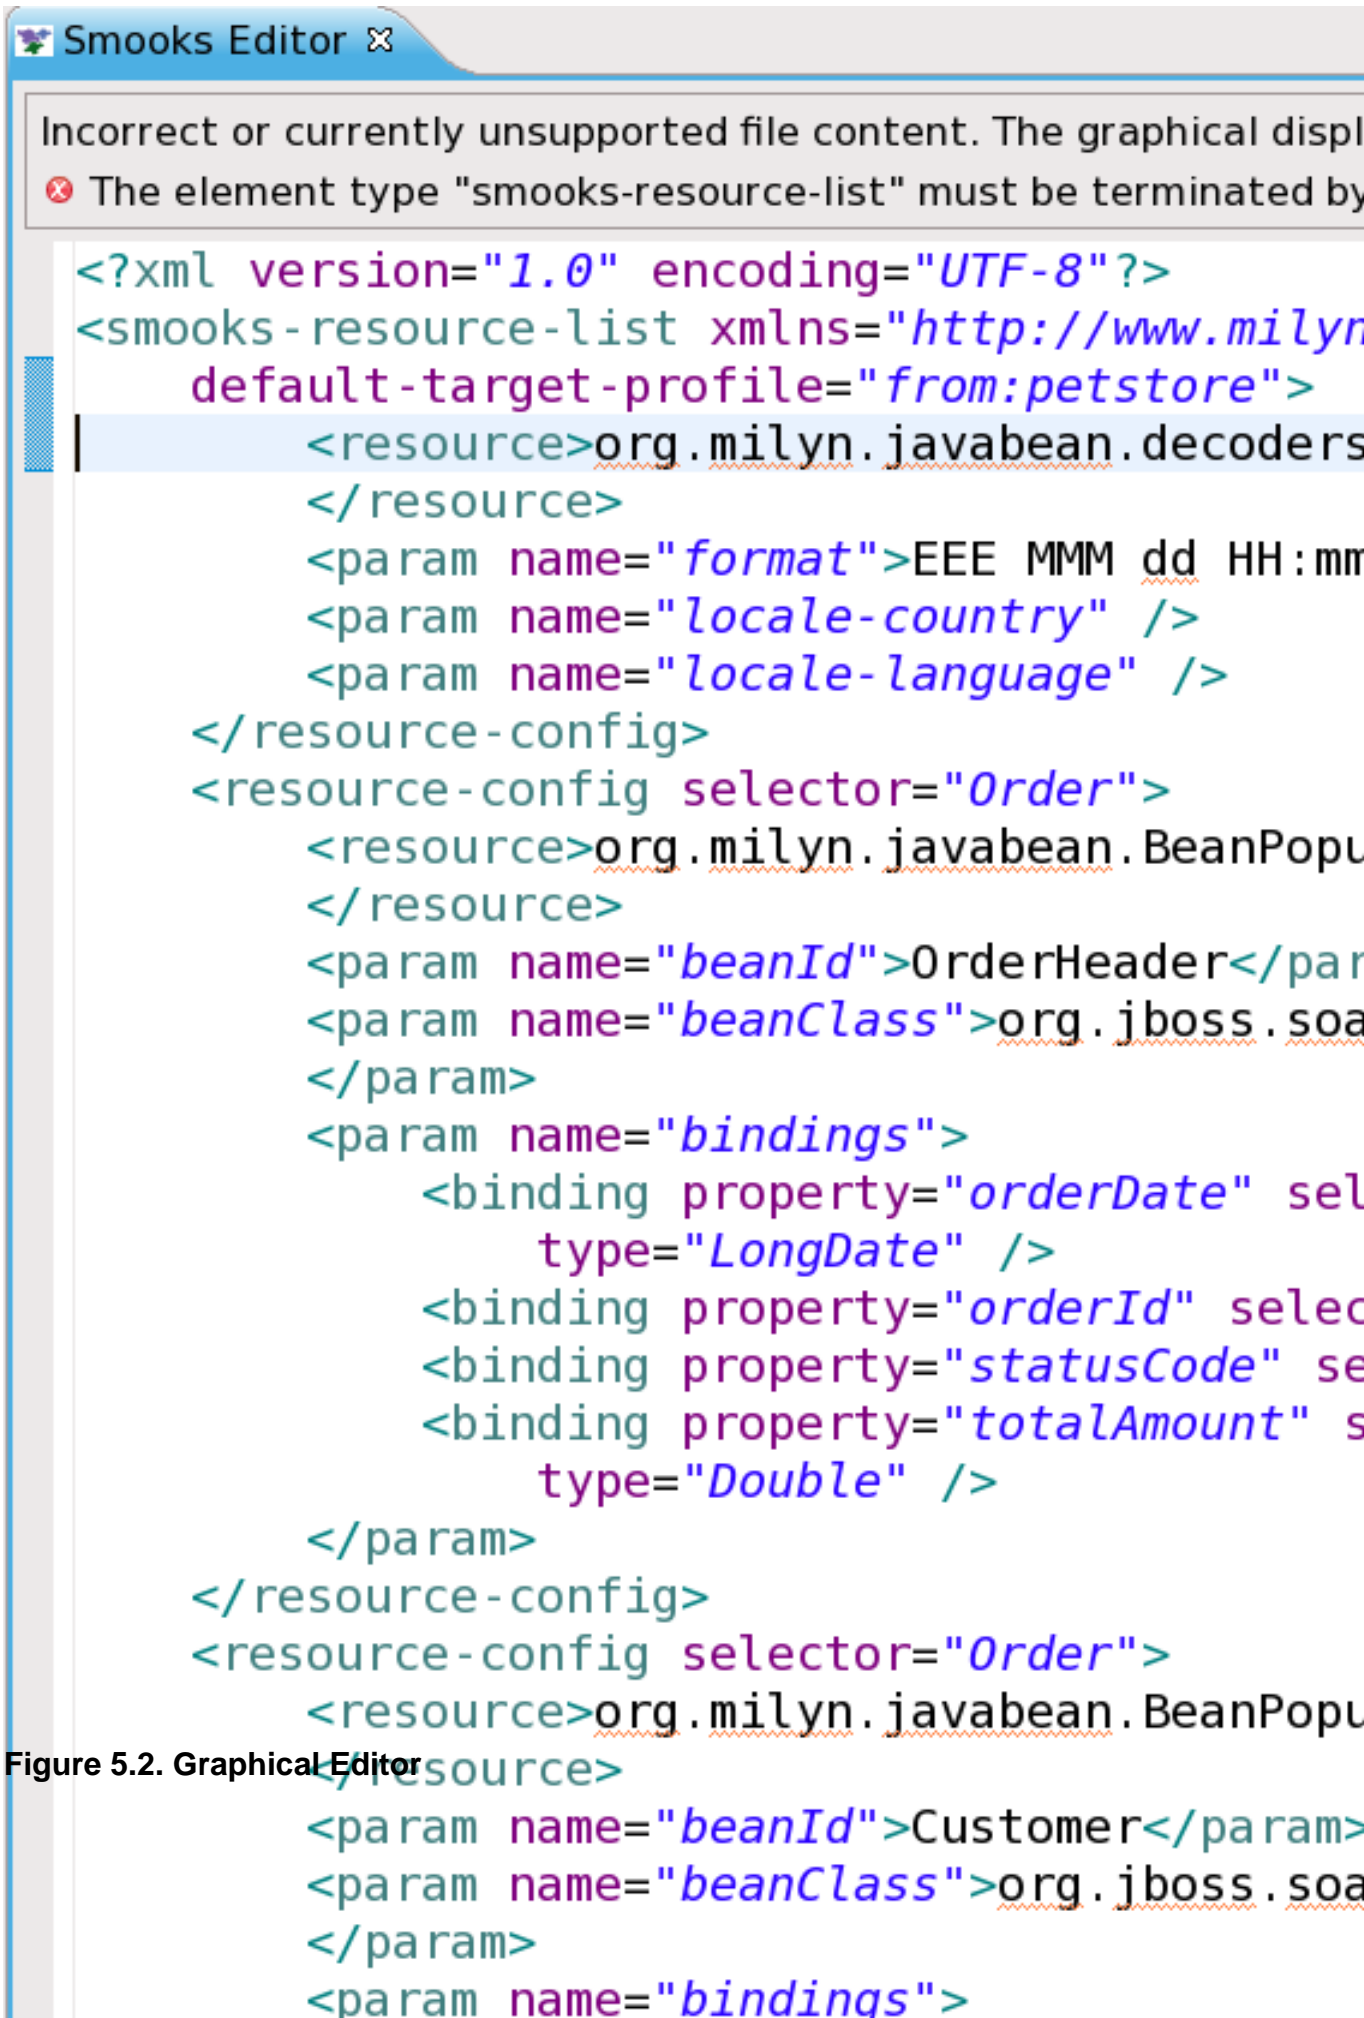 Smooks Editor
Incorrect or currently unsupported file content. The graphical displ
The element type "smooks-resource-list" must be terminated by
<?xml version="1.0" encoding="UTF-8"?>
<smooks-resource-list xmlns="http://www.milyn
default-target-profile="from:petstore">
<resource>org.milyn.javabean.decoders
</resource>
<param name="format">EEE MMM dd HH:mm
<param name="locale-country" />
<param name="locale-language" />
</resource-config>
<resource-config selector="Order">
<resource>org.milyn.javabean.BeanPopu
</resource>
<param name="beanId">OrderHeader</par
<param name="beanClass">org.jboss.soa
</param>
<param name="bindings">
<binding property="orderDate" sel
type="LongDate" />
<binding property="orderId" selec
<binding property="statusCode" se
<binding property="totalAmount" s
type="Double" />
</param>
</resource-config>
<resource-config selector="Order">
<resource>org.milyn.javabean.BeanPopu
Figure 5.2. Graphical Editor
</resource>
<param name="beanId">Customer</param>
<param name="beanClass">org.jboss.soa
</param>
<param name="bindings">